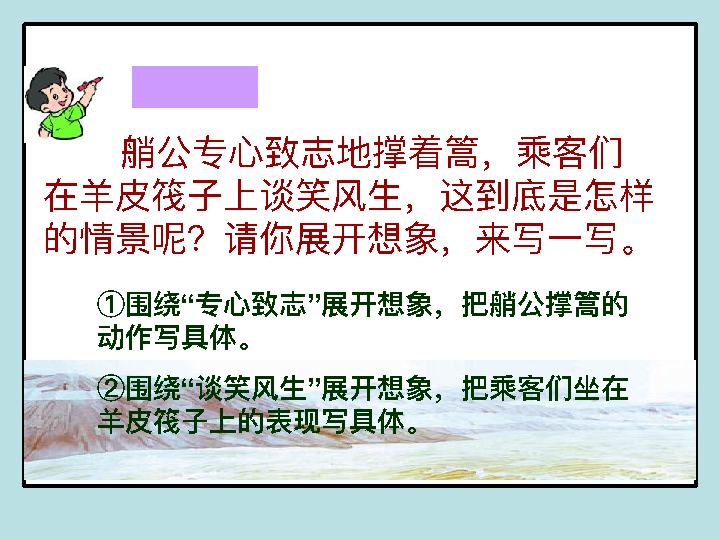 艄公专心致志地撑着篙，乘客们
在羊皮筏子上谈笑风生，这到底是怎样
的情景呢？请你展开想象，来写一写。
①围绕“专心致志”展开想象，把艄公撑篙的
动作写具体。
②围绕“谈笑风生”展开想象，把乘客们坐在
羊皮筏子上的表现写具体。